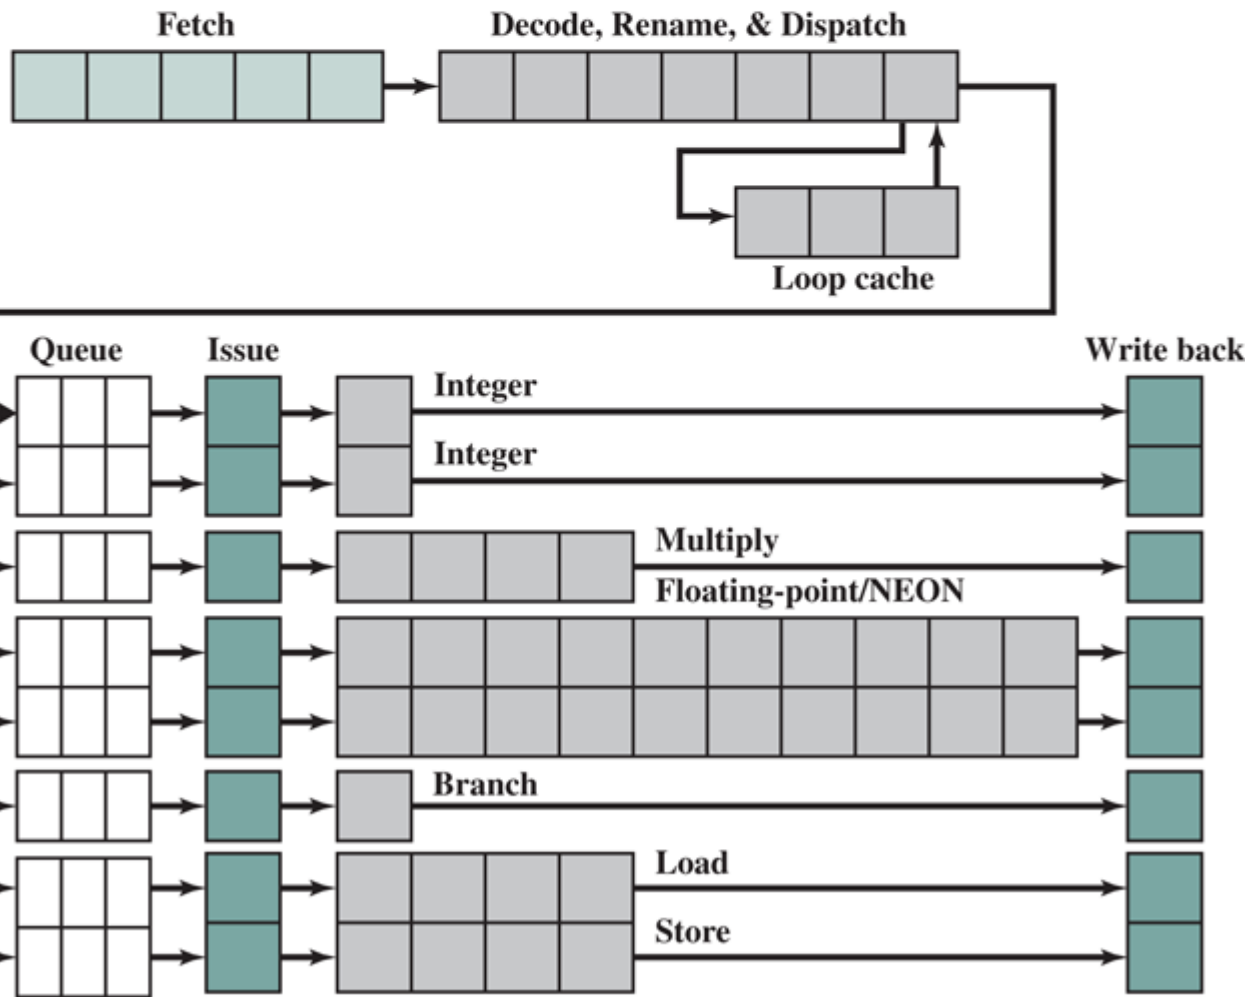 Fetch
Decode, Rename, & Dispatch
Loop cache
Queue
Issue
Write back
Integer
Integer
Multiply
Floating-point/NEON
Branch
Load
Store